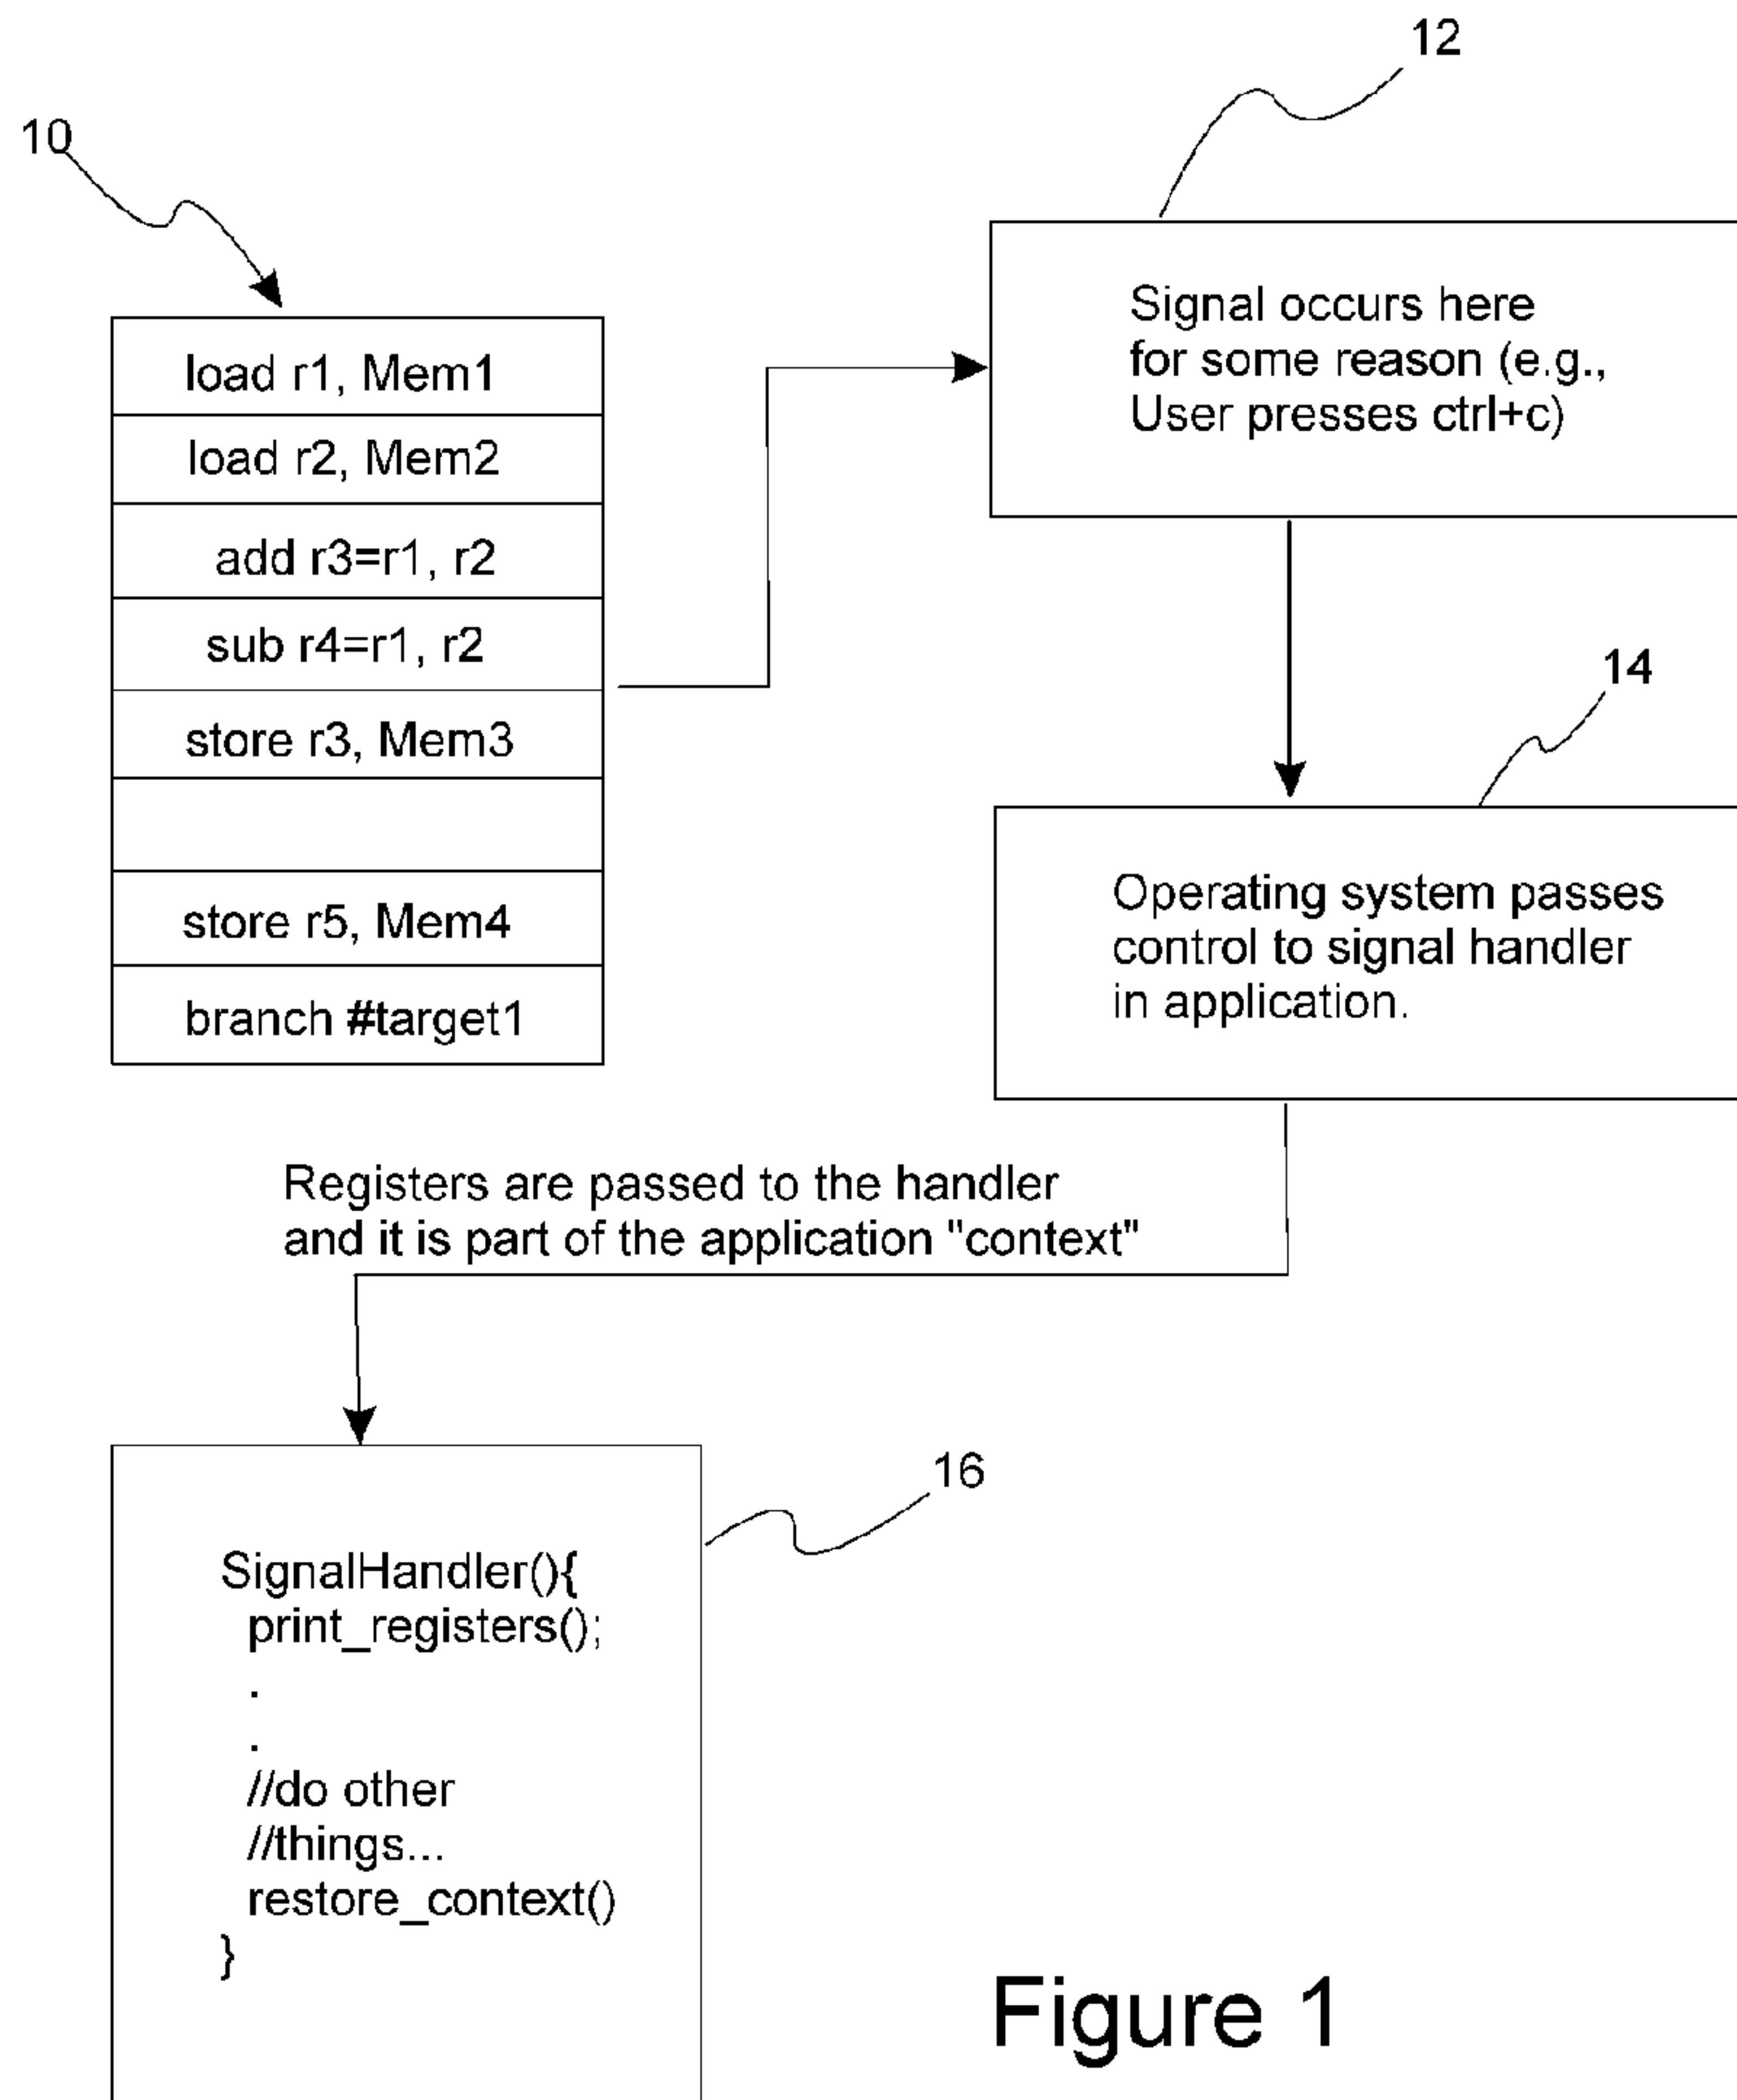 12
10
Signal occurs here
for some reason (e.g.,
User presses ctrl+c)
load r1, Mem1
load r2, Mem2
add r3=r1, r2
sub r4=r1, r2
store r3, Mem3
store r5, Mem4
branch #target1
14
Operating system passes
control to signal handler
in application.
Registers are passed to the handler
and it is part of the application "context"
16
SignalHandler(){
print_registers();
.
.
//do other
//things...
restore_context()
}
Figure 1